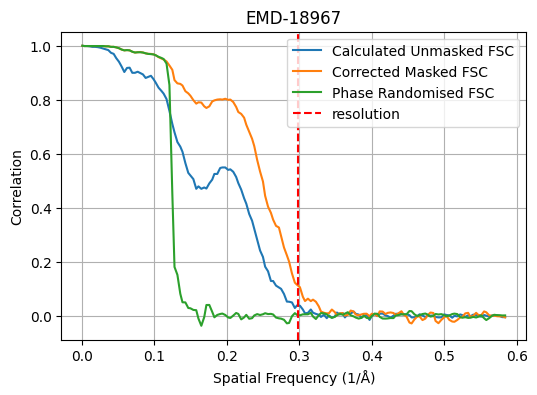 EMD-18967
Calculated Unmasked FSC
Corrected Masked FSC
Phase Randomised FSC
resolution
Correlation
1.0
0.8
0.6
0.4
0.2
0.0
0.0 0.1 0.2 0.3 0.4 0.5 0.6
Spatial Frequency (1/Å)